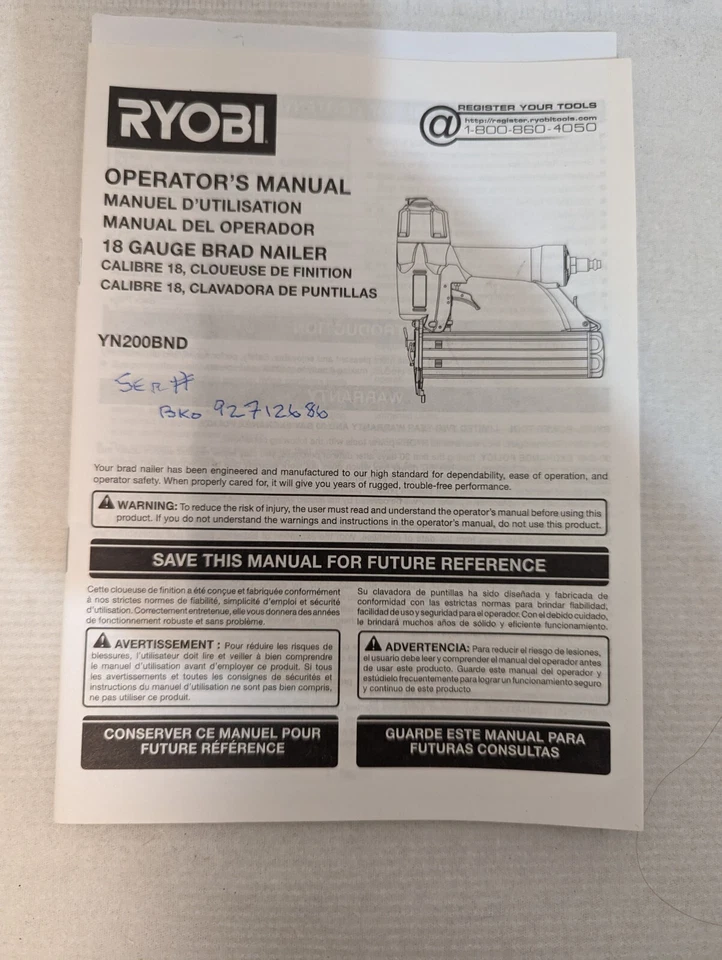 RYOBI
@
REGISTER YOUR TOOLS
http://register.ryobitools.com
1-800-860-4050
OPERATOR'S MANUAL
MANUEL D'UTILISATION
MANUAL DEL OPERADOR
18 GAUGE BRAD NAILER
CALIBRE 18, CLOUEUSE DE FINITION
CALIBRE 18, CLAVADORA DE PUNTILLAS
YN200BND
SER#
BK0 92712686
Your brad nailer has been engineered and manufactured to our high standard for dependability, ease of operation, and
operator safety. When properly cared for, it will give you years of rugged, trouble-free performance.
WARNING: To reduce the risk of injury, the user must read and understand the operator's manual before using this
product. If you do not understand the warnings and instructions in the operator's manual, do not use this product.
SAVE THIS MANUAL FOR FUTURE REFERENCE
Cette cloueuse de finition a été conçue et fabriquée conformément
à nos strictes normes de fiabilité, simplicité d'emploi et sécurité
d'utilisation. Correctement entretenue, elle vous donnera des années
de fonctionnement robuste et sans problème.
AVERTISSEMENT : Pour réduire les risques de
blessures, l'utilisateur doit lire et veiller à bien comprendre
le manuel d'utilisation avant d'employer ce produit. Si tous
les avertissements et toutes les consignes de sécurités et
instructions du manuel d'utilisation ne sont pas bien compris,
ne pas utiliser ce produit.
CONSERVER CE MANUEL POUR
FUTURE RÉFÉRENCE
Su clavadora de puntillas ha sido diseñada y fabricada de
conformidad con las estrictas normas para brindar fiabilidad,
facilidad de uso y seguridad para el operador. Con el debido cuidado,
le brindará muchos años de sólido y eficiente funcionamiento.
ADVERTENCIA: Para reducir el riesgo de lesiones,
el usuario debe leer y comprender el manual del operador antes
de usar este producto. Guarde este manual del operador y
estúdielo frecuentemente para lograr un funcionamiento seguro
y continuo de este producto
GUARDE ESTE MANUAL PARA
FUTURAS CONSULTAS